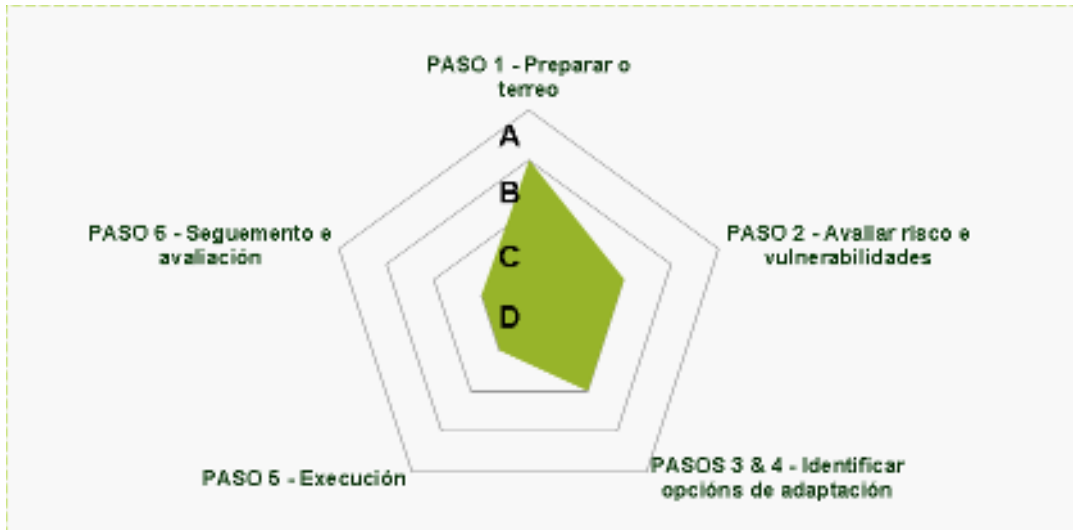 PASO 1 - Preparar o
terreo
A
B
PASO 6 - Seguemento e
avaliación
PASO 2 - Avaliar risco e
vulnerabilidades
C
D
PASO 5 - Execución
PASOS 3 & 4 - Identificar
opcións de adaptación